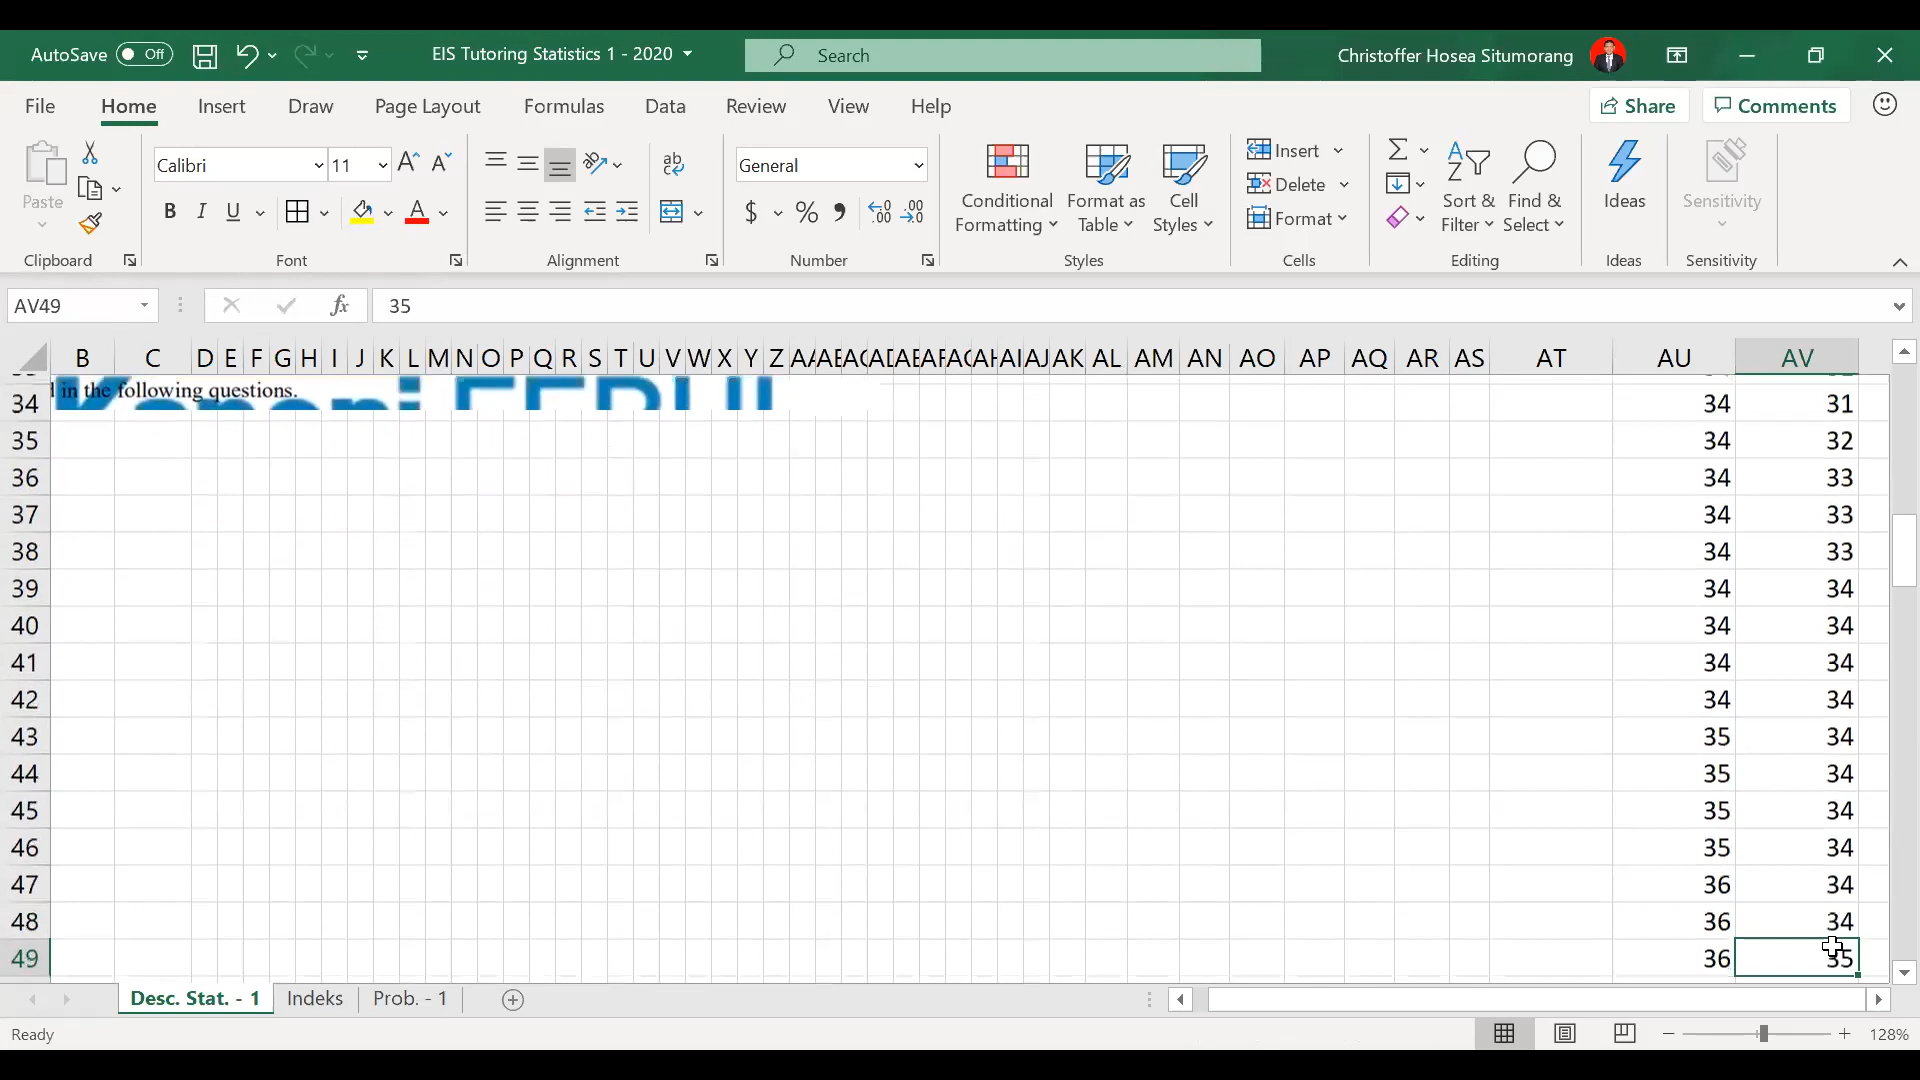 AutoSave Off EIS Tutoring Statistics 1 - 2020 Search Christoffer Hosea Situmorang
File Home Insert Draw Page Layout Formulas Data Review View Help Share Comments
Paste Calibri 11 General Conditional Formatting Format as Table Cell Styles Insert Delete Format Sort & Filter Find & Select Ideas Sensitivity
Clipboard Font Alignment Number Styles Cells Editing Ideas Sensitivity
AV49 fx 35
B C D E F G H I J K L M N O P Q R S T U V W X Y Z AK AL AM AN AO AP AQ AR AS AT AU AV
in the following questions.
34 34 31
35 34 32
36 34 33
37 34 33
38 34 33
39 34 34
40 34 34
41 34 34
42 34 34
43 35 34
44 35 34
45 35 34
46 35 34
47 36 34
48 36 34
49 36 35
Desc. Stat. - 1 Indeks Prob. - 1
Ready 128%